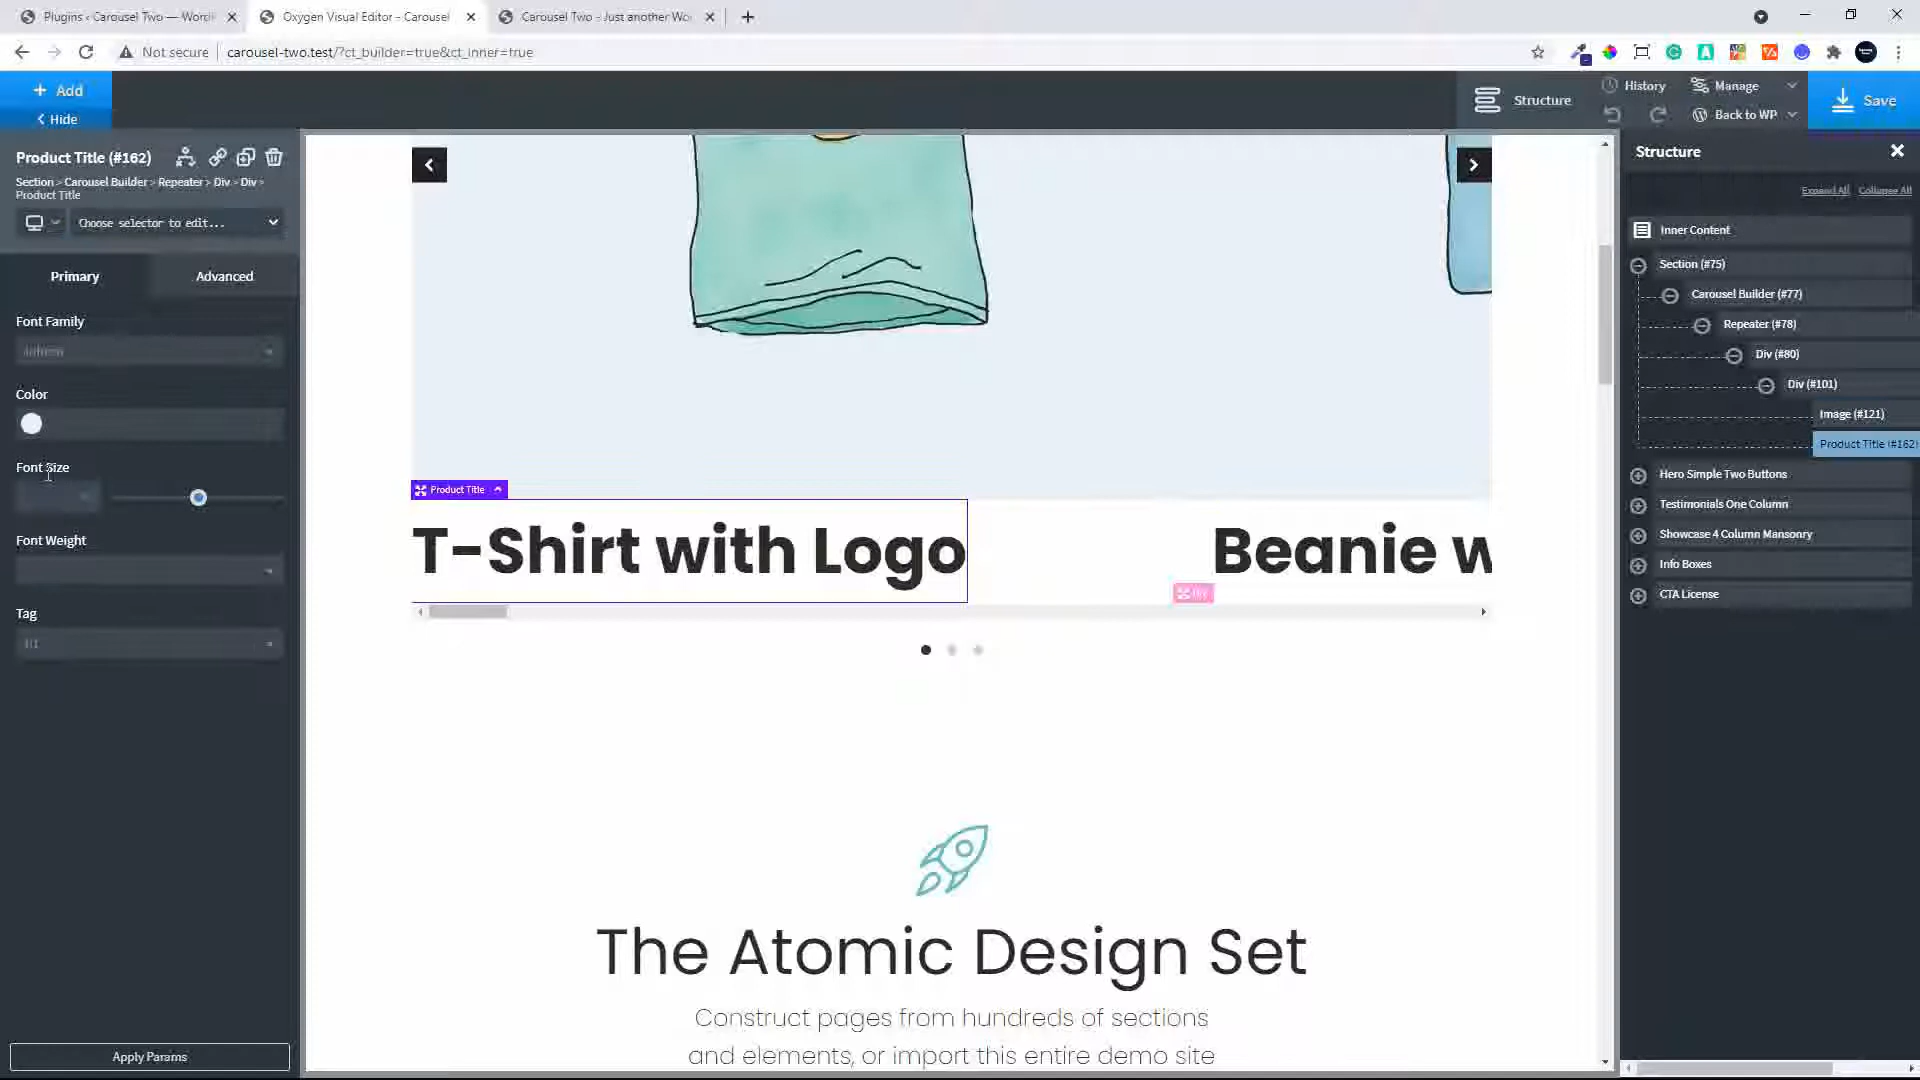 Plugins ‹ Carousel Two — Word
Oxygen Visual Editor - Carousel
Carousel Two - Just another Wo
Not secure
carousel-two.test/?ct_builder=true&ct_inner=true
+ Add
Hide
Structure
History
Manage
Back to WP
Save
Product Title (#162)
Section > Carousel Builder > Repeater > Div > Div >
Product Title
Choose selector to edit...
Primary
Advanced
Font Family
Inherit
Color
Font Size
Font Weight
Tag
H1
Apply Params
Product Title
T-Shirt with Logo
Beanie w
Div
The Atomic Design Set
Construct pages from hundreds of sections
and elements, or import this entire demo site
Structure
Expand All
Collapse All
Inner Content
Section (#75)
Carousel Builder (#77)
Repeater (#78)
Div (#80)
Div (#101)
Image (#121)
Product Title (#162)
Hero Simple Two Buttons
Testimonials One Column
Showcase 4 Column Mansonry
Info Boxes
CTA License